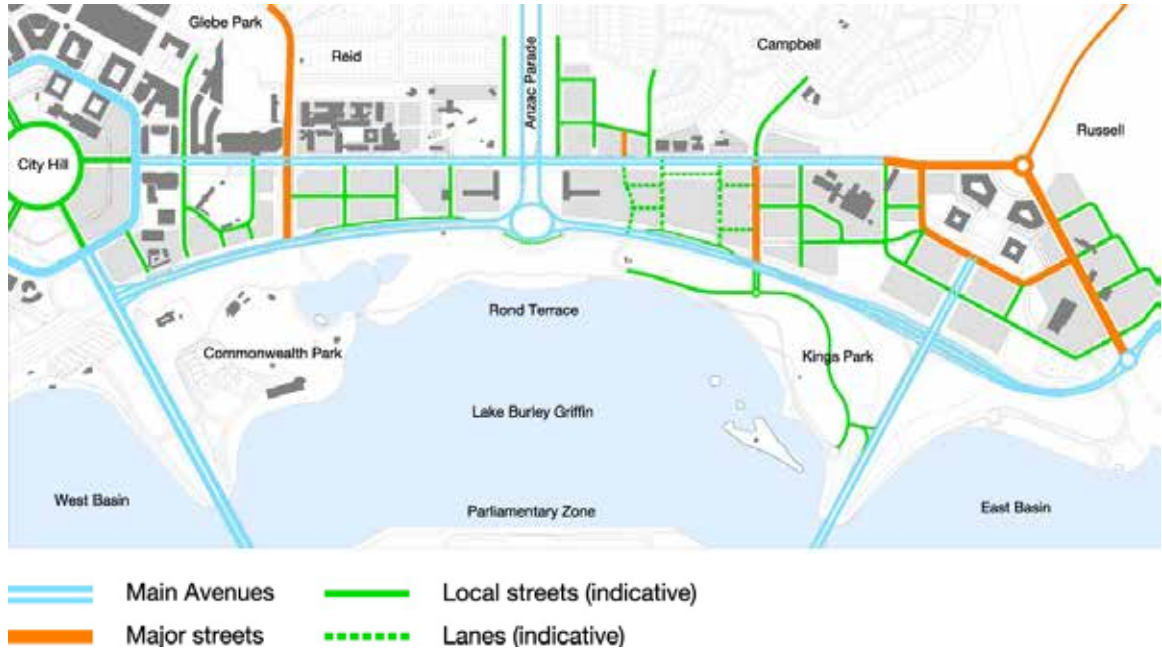 Glebe Park
Reid
Anzac Parade
Campbell
Russell
City Hill
Rond Terrace
Commonwealth Park
Kings Park
Lake Burley Griffin
West Basin
Parliamentary Zone
East Basin
Main Avenues
Local streets (indicative)
Major streets
Lanes (indicative)